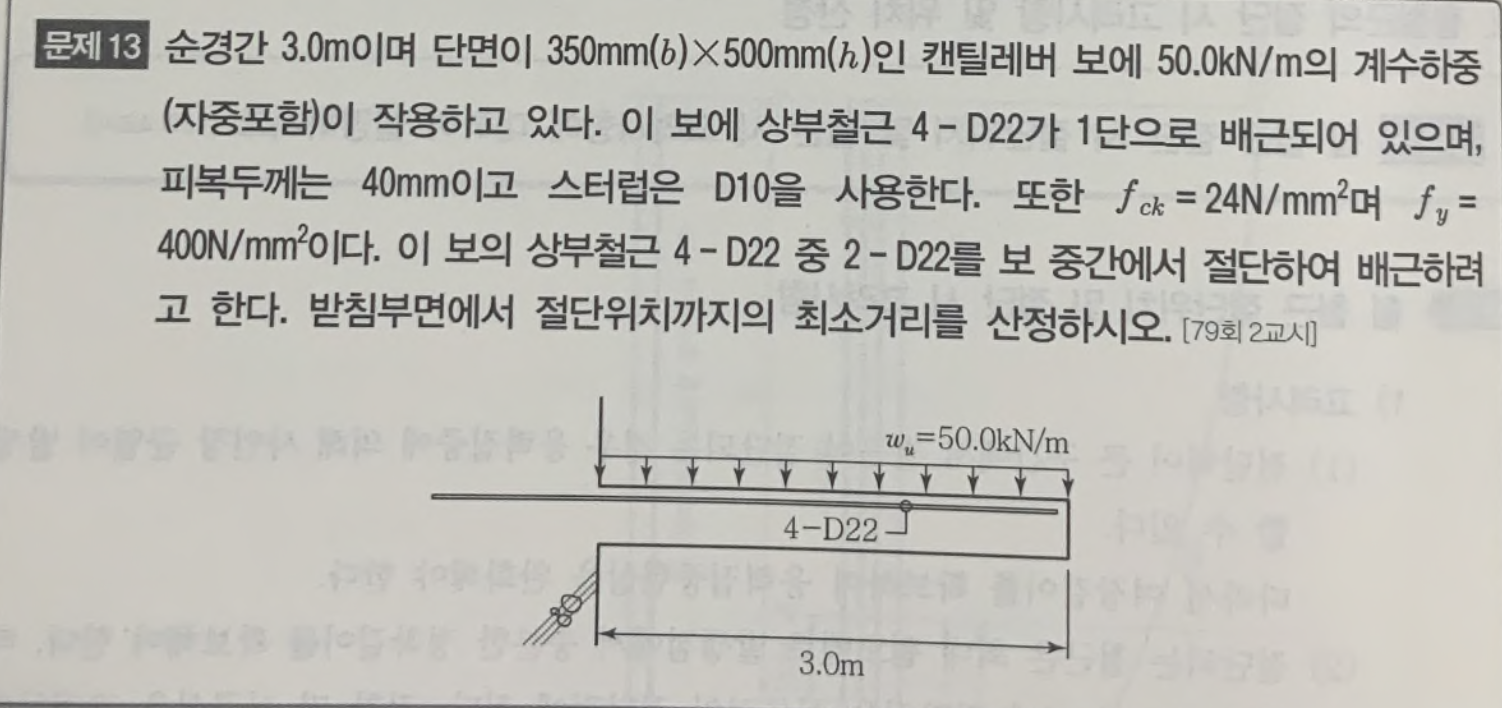 문제 13 순경간 3.0m이며 단면이 350mm(b)×500mm(h)인 캔틸레버 보에 50.0kN/m의 계수하중
(자중포함)이 작용하고 있다. 이 보에 상부철근 4-D22가 1단으로 배근되어 있으며,
피복두께는 40mm이고 스터럽은 D10을 사용한다. 또한 f_ck = 24N/mm²며 f_y =
400N/mm²이다. 이 보의 상부철근 4-D22 중 2-D22를 보 중간에서 절단하여 배근하려
고 한다. 받침부면에서 절단위치까지의 최소거리를 산정하시오. [79회 2교시]
w_u=50.0kN/m
4-D22
3.0m